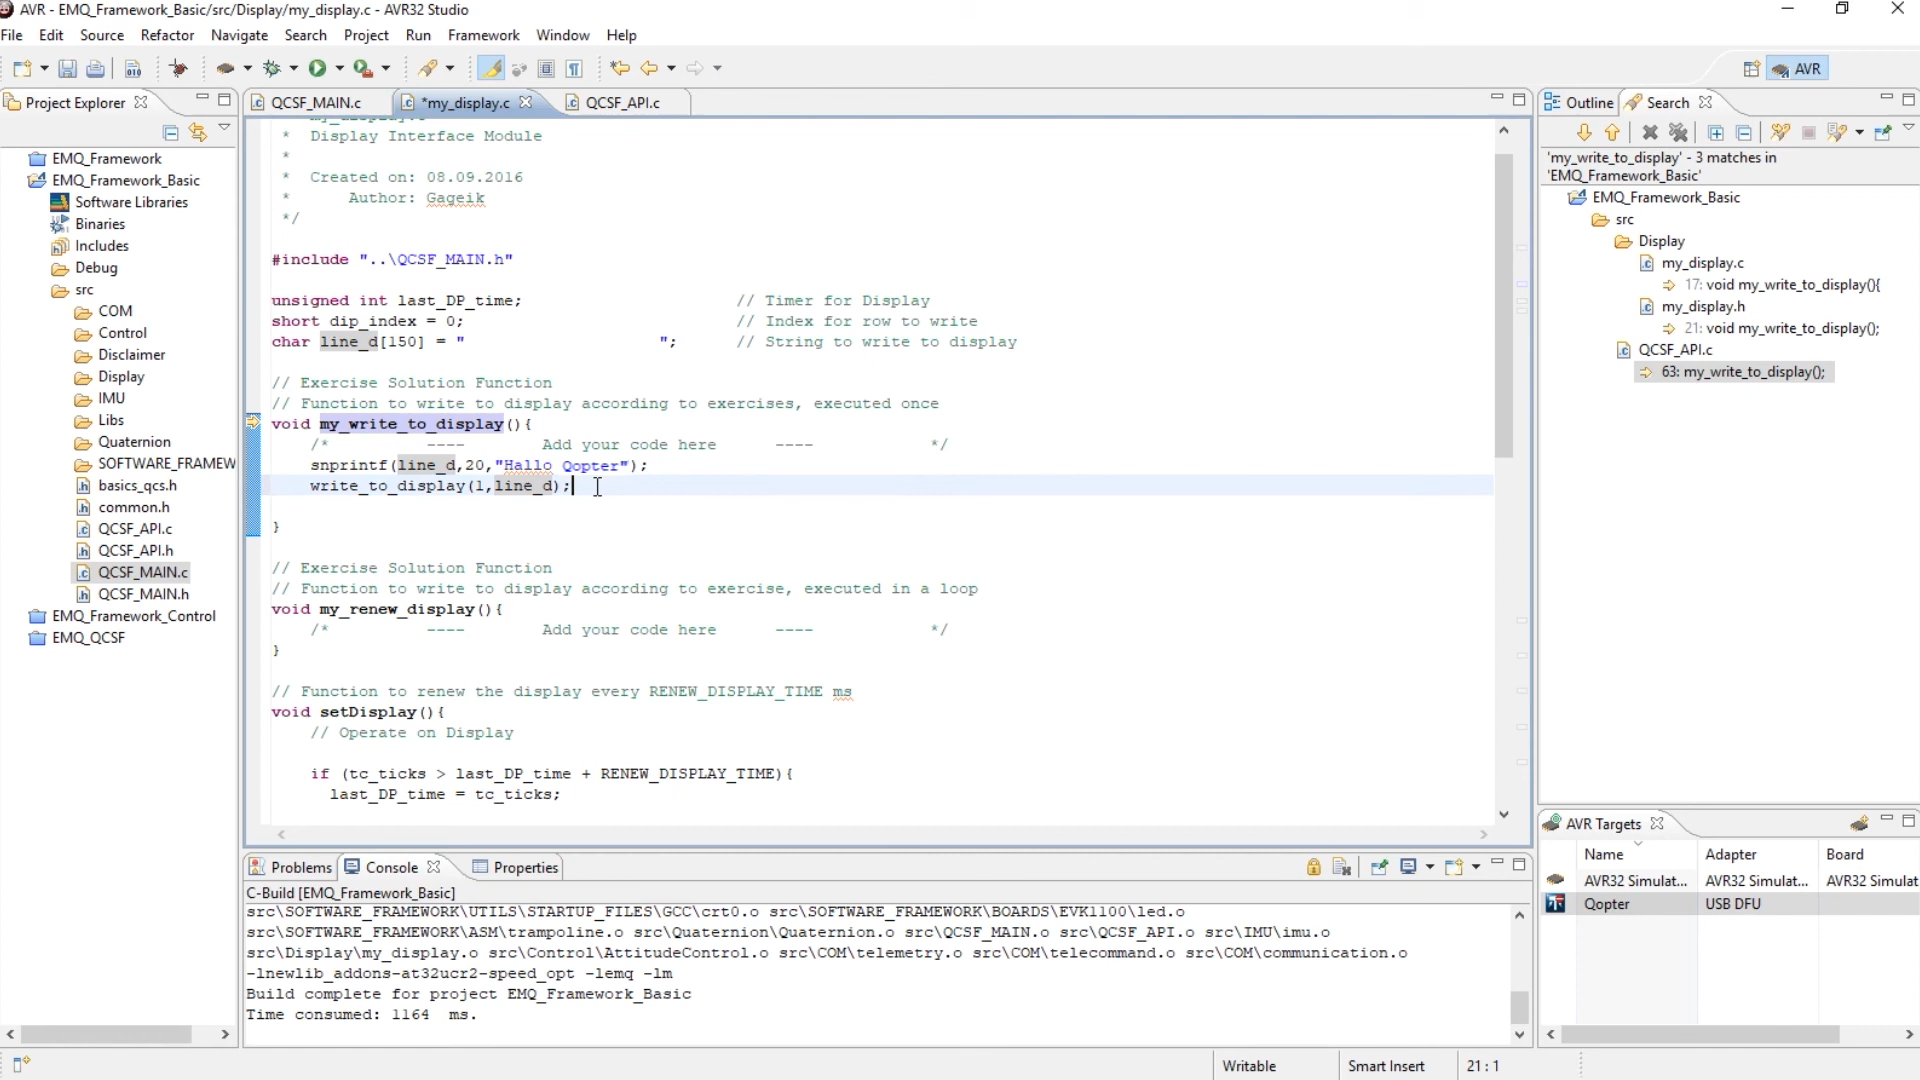 AVR - EMQ_Framework_Basic/src/Display/my_display.c - AVR32 Studio
File Edit Source Refactor Navigate Search Project Run Framework Window Help
AVR
Project Explorer
EMQ_Framework
EMQ_Framework_Basic
Software Libraries
Binaries
Includes
Debug
src
COM
Control
Disclaimer
Display
IMU
Libs
Quaternion
SOFTWARE_FRAMEW
basics_qcs.h
common.h
QCSF_API.c
QCSF_API.h
QCSF_MAIN.c
QCSF_MAIN.h
EMQ_Framework_Control
EMQ_QCSF
QCSF_MAIN.c *my_display.c QCSF_API.c
* Display Interface Module
*
* Created on: 08.09.2016
* Author: Gageik
*/
#include "..\QCSF_MAIN.h"
unsigned int last_DP_time; // Timer for Display
short dip_index = 0; // Index for row to write
char line_d[150] = " "; // String to write to display
// Exercise Solution Function
// Function to write to display according to exercises, executed once
void my_write_to_display(){
/* ---- Add your code here ---- */
snprintf(line_d,20,"Hallo Qopter");
write_to_display(1,line_d);
}
// Exercise Solution Function
// Function to write to display according to exercise, executed in a loop
void my_renew_display(){
/* ---- Add your code here ---- */
}
// Function to renew the display every RENEW_DISPLAY_TIME ms
void setDisplay(){
// Operate on Display
if (tc_ticks > last_DP_time + RENEW_DISPLAY_TIME){
last_DP_time = tc_ticks;
Problems Console Properties
C-Build [EMQ_Framework_Basic]
src\SOFTWARE_FRAMEWORK\UTILS\STARTUP_FILES\GCC\crt0.o src\SOFTWARE_FRAMEWORK\BOARDS\EVK1100\led.o
src\SOFTWARE_FRAMEWORK\ASM\trampoline.o src\Quaternion\Quaternion.o src\QCSF_MAIN.o src\QCSF_API.o src\IMU\imu.o
src\Display\my_display.o src\Control\AttitudeControl.o src\COM\telemetry.o src\COM\telecommand.o src\COM\communication.o
-lnewlib_addons-at32ucr2-speed_opt -lemq -lm
Build complete for project EMQ_Framework_Basic
Time consumed: 1164 ms.
Outline Search
'my_write_to_display' - 3 matches in
'EMQ_Framework_Basic'
EMQ_Framework_Basic
src
Display
my_display.c
17: void my_write_to_display(){
my_display.h
21: void my_write_to_display();
QCSF_API.c
63: my_write_to_display();
AVR Targets
Name Adapter Board
AVR32 Simulat... AVR32 Simulat... AVR32 Simulat
Qopter USB DFU
Writable Smart Insert 21 : 1